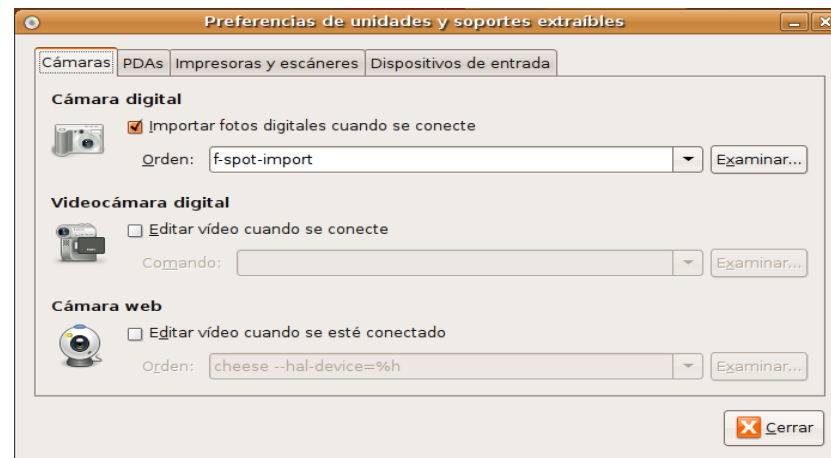 Preferencias de unidades y soportes extraíbles
Cámaras PDAs Impresoras y escáneres Dispositivos de entrada
Cámara digital
Importar fotos digitales cuando se conecte
Orden: f-spot-import Examinar...
Videocámara digital
Editar vídeo cuando se conecte
Comando: Examinar...
Cámara web
Editar vídeo cuando se esté conectado
Orden: cheese --hal-device=%h Examinar...
Cerrar